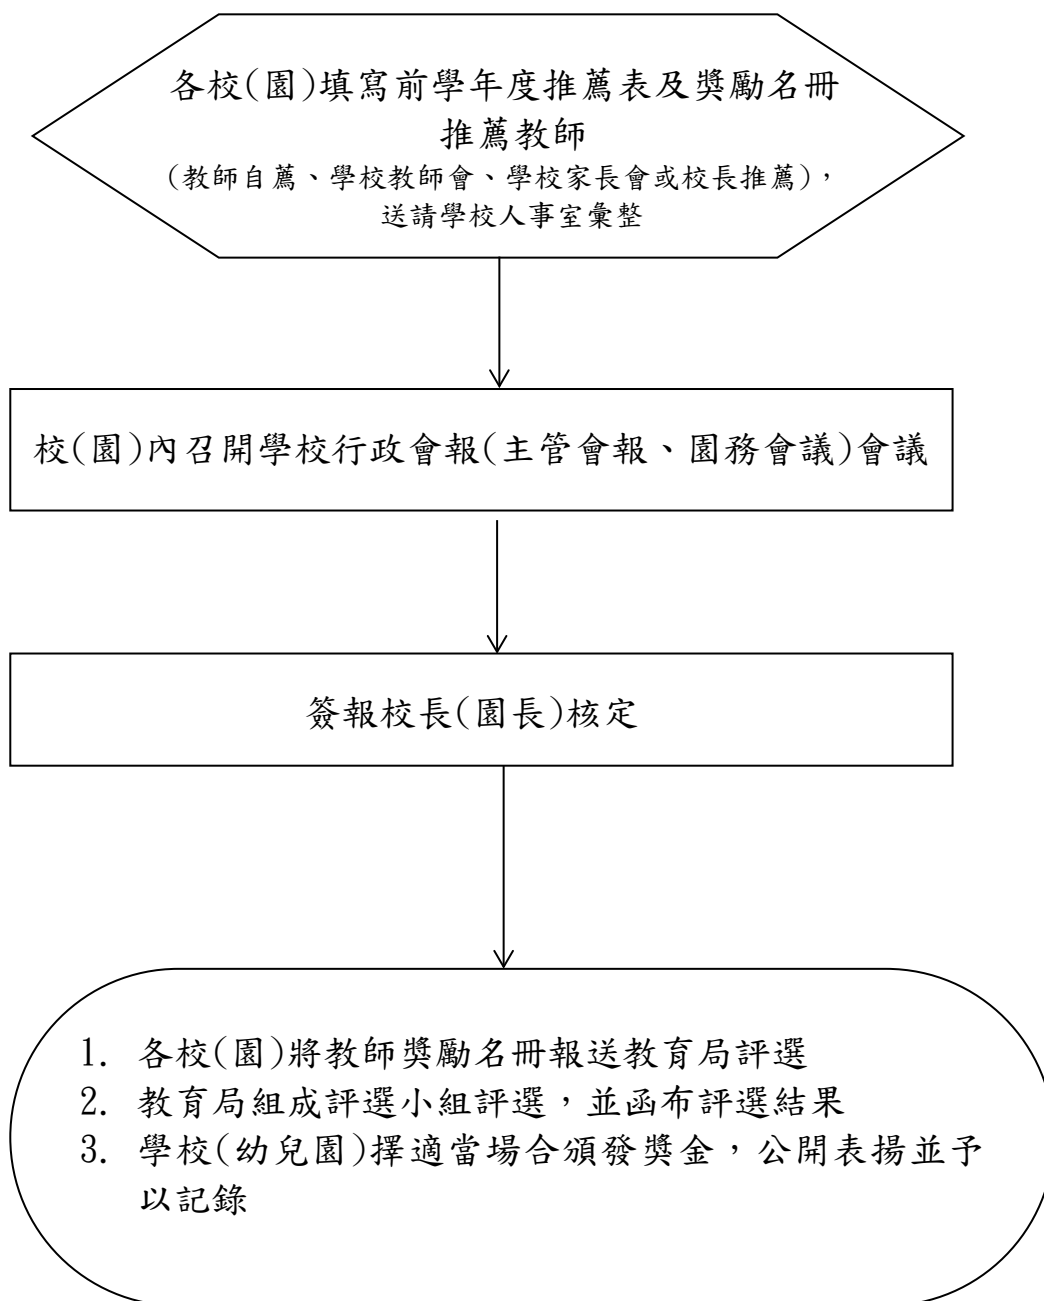 各校(園)填寫前學年度推薦表及獎勵名冊
推薦教師
(教師自薦、學校教師會、學校家長會或校長推薦)，
送請學校人事室彙整
校(園)內召開學校行政會報(主管會報、園務會議)會議
簽報校長(園長)核定
1. 各校(園)將教師獎勵名冊報送教育局評選
2. 教育局組成評選小組評選，並函布評選結果
3. 學校(幼兒園)擇適當場合頒發獎金，公開表揚並予
以記錄